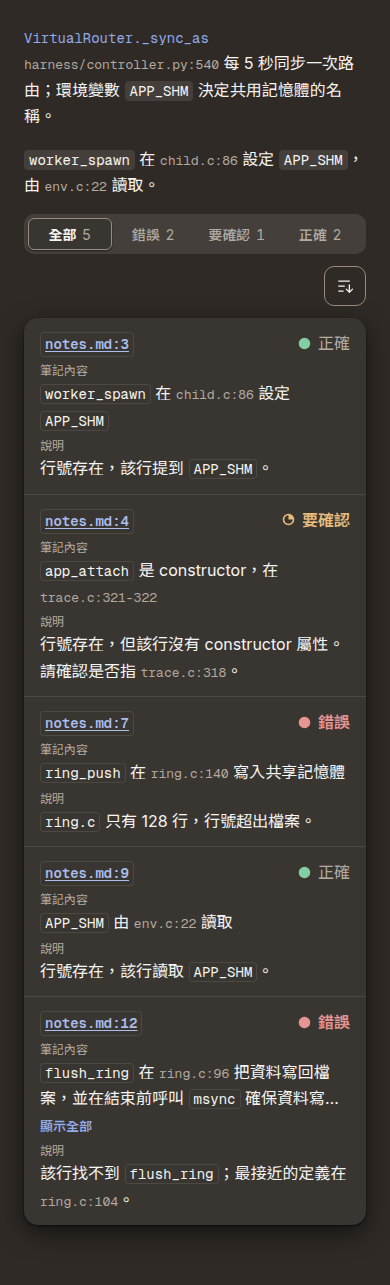 VirtualRouter._sync_as
harness/controller.py:540 每 5 秒同步一次路
由；環境變數 APP_SHM 決定共用記憶體的名
稱。
worker_spawn 在 child.c:86 設定 APP_SHM，
由 env.c:22 讀取。
全部 5 錯誤 2 要確認 1 正確 2
notes.md:3 正確
筆記內容
worker_spawn 在 child.c:86 設定
APP_SHM
說明
行號存在，該行提到 APP_SHM。
notes.md:4 要確認
筆記內容
app_attach 是 constructor，在
trace.c:321-322
說明
行號存在，但該行沒有 constructor 屬性。
請確認是否指 trace.c:318。
notes.md:7 錯誤
筆記內容
ring_push 在 ring.c:140 寫入共享記憶體
說明
ring.c 只有 128 行，行號超出檔案。
notes.md:9 正確
筆記內容
APP_SHM 由 env.c:22 讀取
說明
行號存在，該行讀取 APP_SHM。
notes.md:12 錯誤
筆記內容
flush_ring 在 ring.c:96 把資料寫回檔
案，並在結束前呼叫 msync 確保資料寫…
顯示全部
說明
該行找不到 flush_ring；最接近的定義在
ring.c:104。